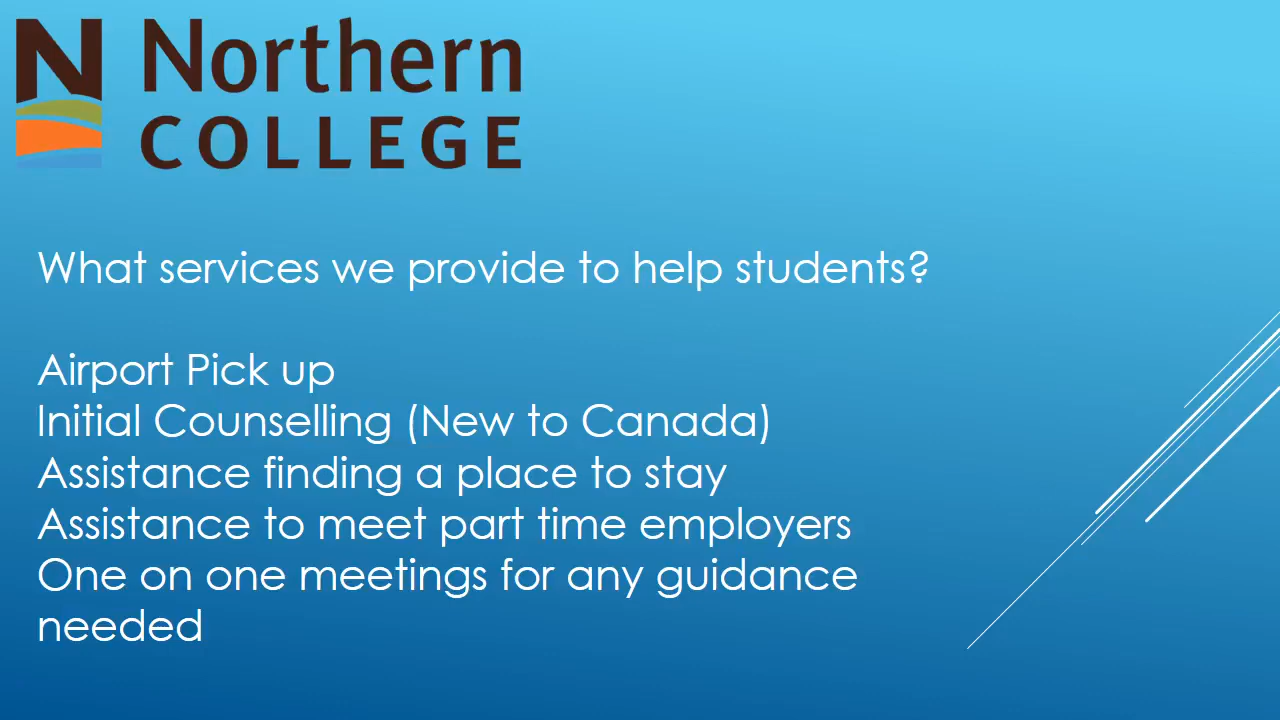 N Northern
COLLEGE
What services we provide to help students?
Airport Pick up
Initial Counselling (New to Canada)
Assistance finding a place to stay
Assistance to meet part time employers
One on one meetings for any guidance
needed